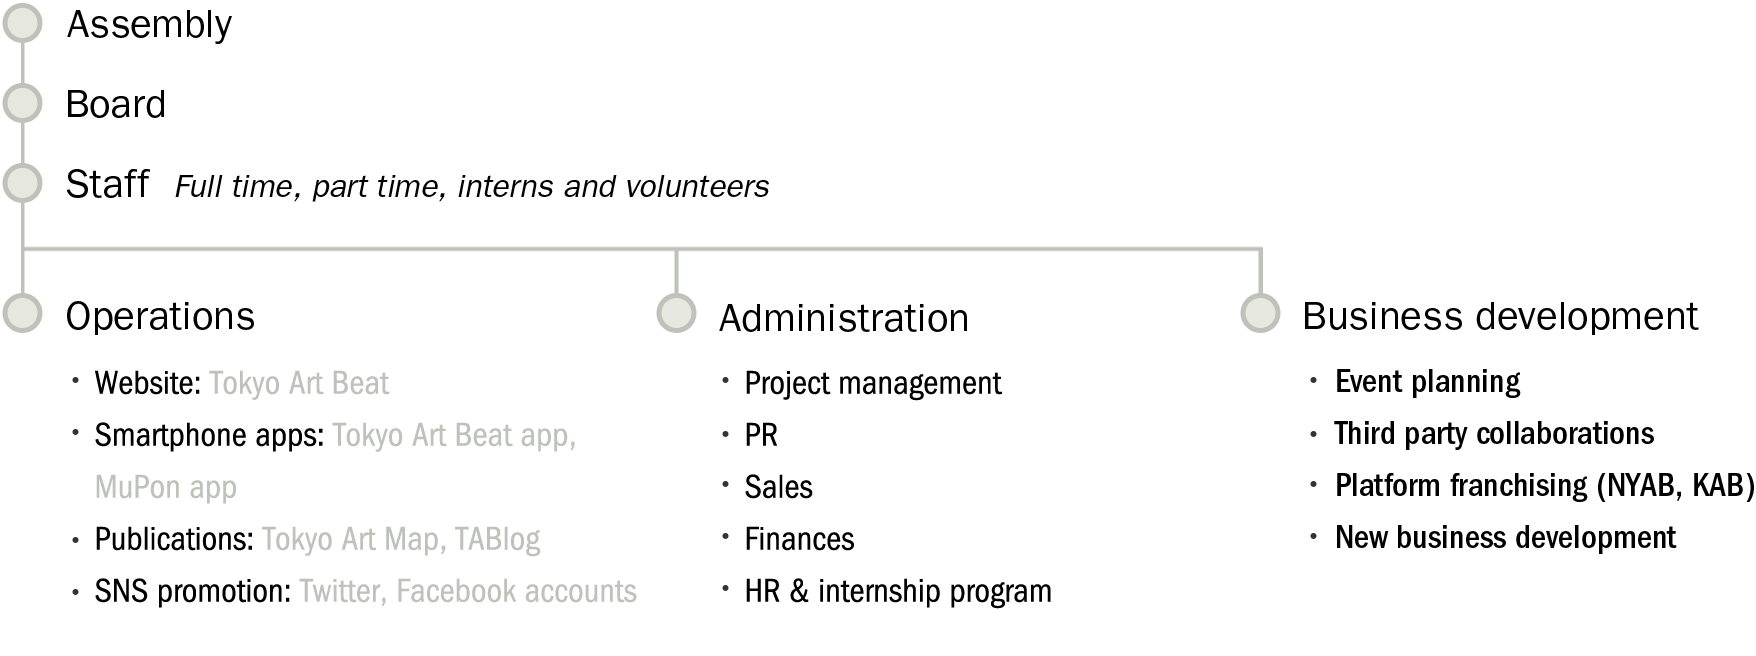 Assembly
Board
Staff Full time, part time, interns and volunteers
Operations
• Website: Tokyo Art Beat
• Smartphone apps: Tokyo Art Beat app,
MuPon app
• Publications: Tokyo Art Map, TABlog
• SNS promotion: Twitter, Facebook accounts
Administration
• Project management
• PR
• Sales
• Finances
• HR & internship program
Business development
• Event planning
• Third party collaborations
• Platform franchising (NYAB, KAB)
• New business development